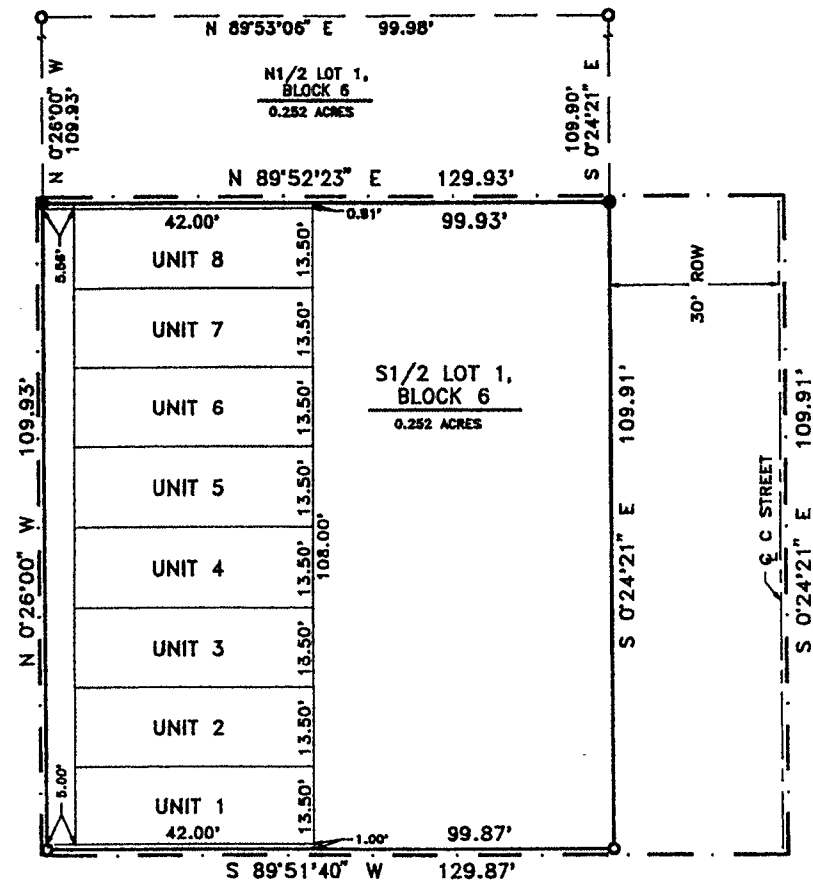 N 89°53'06" E 99.98'
N 0°26'00" W
109.93'
N1/2 LOT 1,
BLOCK 6
0.252 ACRES
109.90'
S 0°24'21" E
N 89°52'23" E 129.93'
42.00'
0.81'
99.93'
5.56'
UNIT 8
13.50'
30' ROW
UNIT 7
13.50'
S1/2 LOT 1,
BLOCK 6
0.252 ACRES
UNIT 6
13.50'
109.93'
109.91'
109.91'
UNIT 5
13.50'
108.00'
℄ C STREET
UNIT 4
13.50'
N 0°26'00" W
S 0°24'21" E
S 0°24'21" E
UNIT 3
13.50'
UNIT 2
13.50'
5.00'
UNIT 1
13.50'
42.00'
1.00'
99.87'
S 89°51'40" W 129.87'